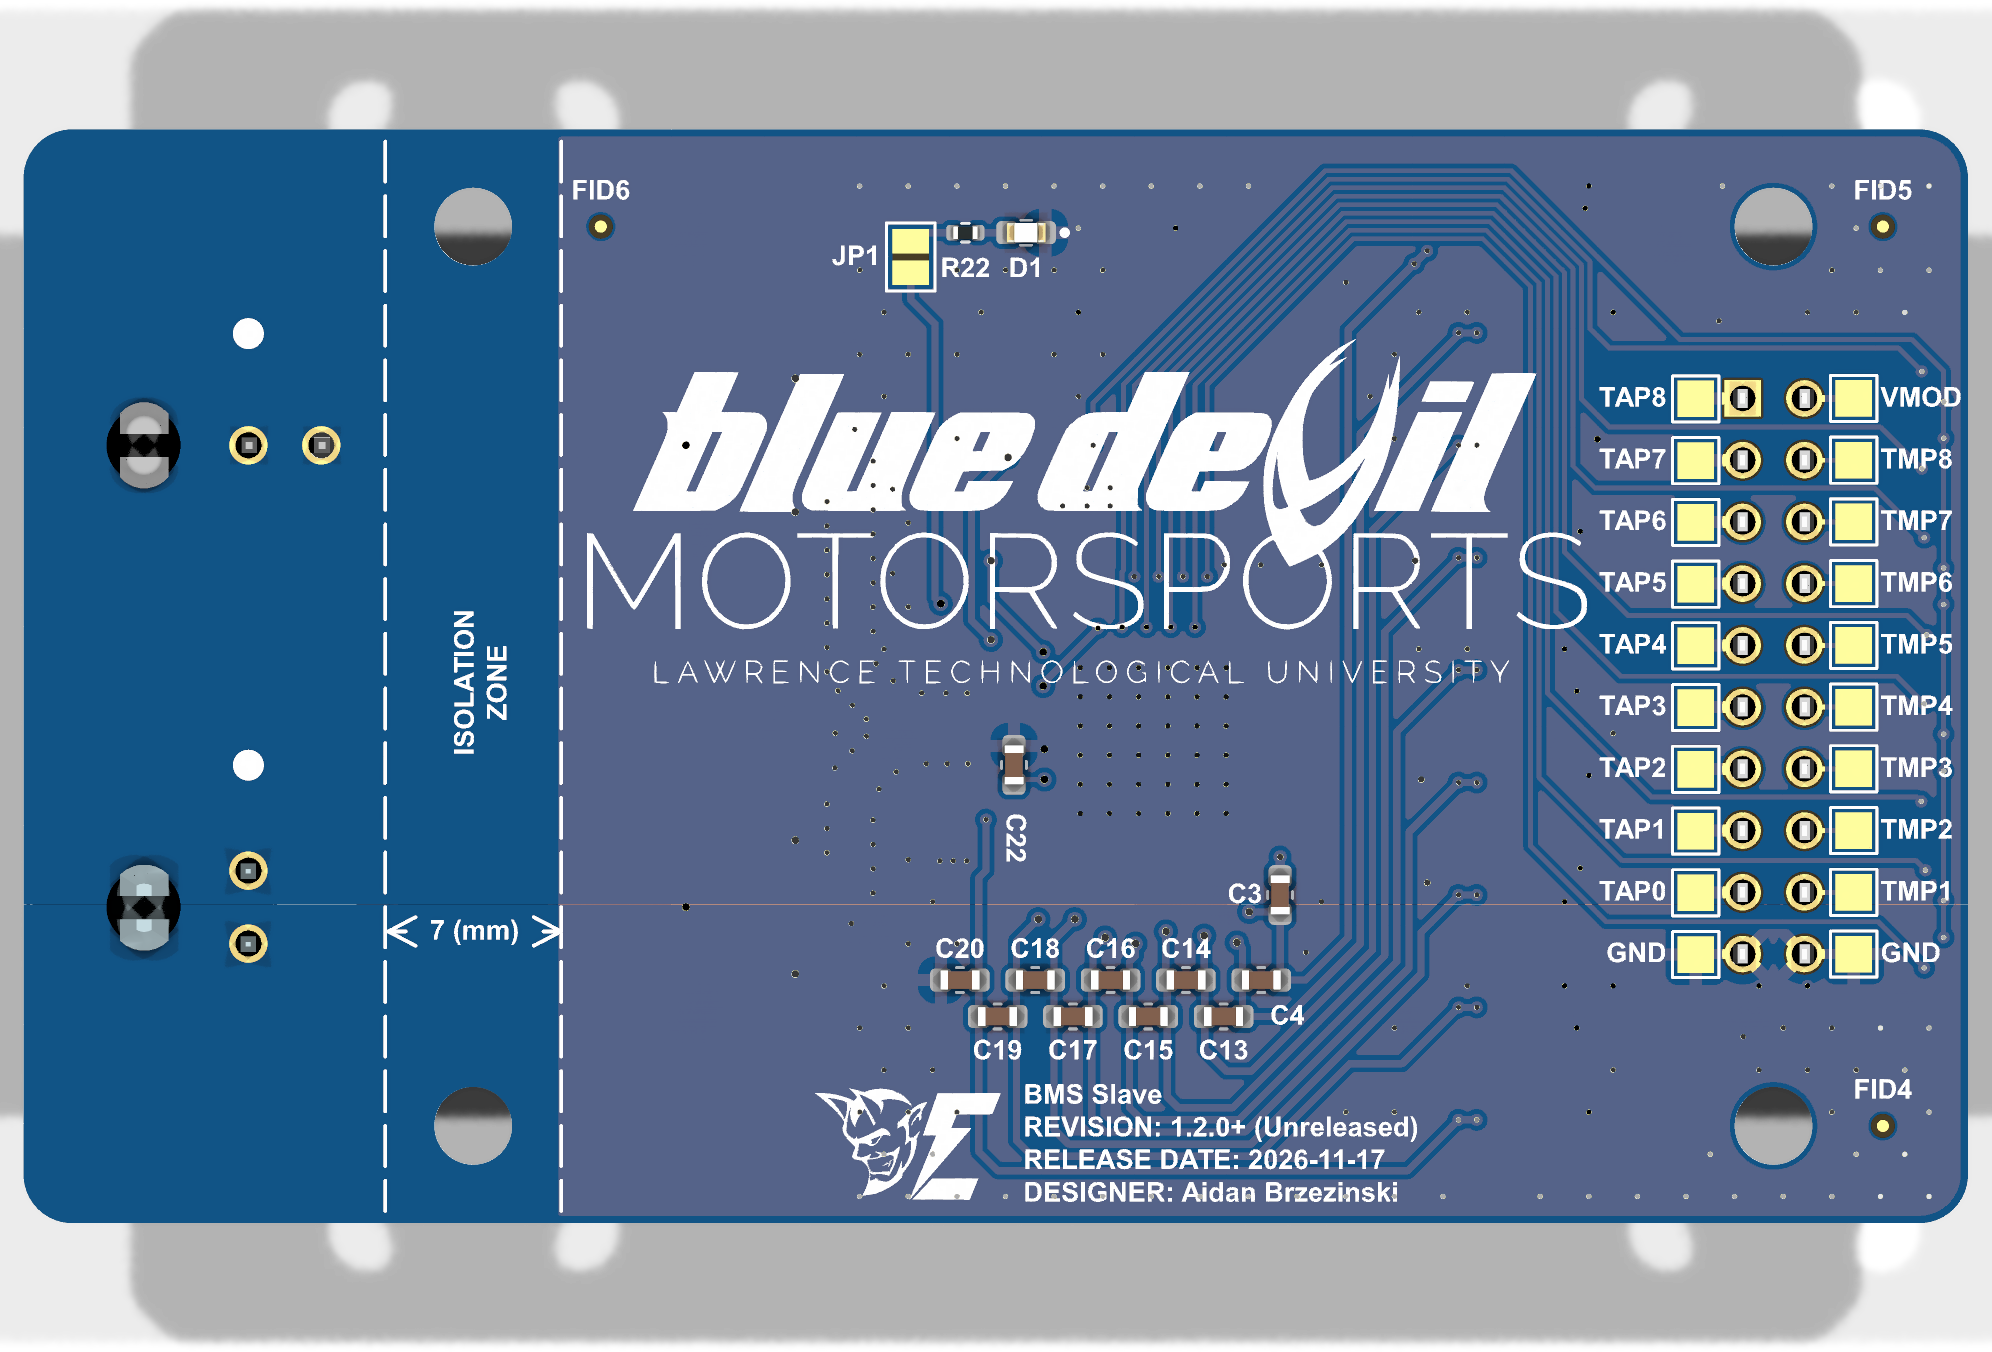 FID6
FID5
JP1
R22
D1
blue devil
MOTORSPORTS
LAWRENCE TECHNOLOGICAL UNIVERSITY
TAP8
VMOD
TAP7
TMP8
TAP6
TMP7
TAP5
TMP6
TAP4
TMP5
TAP3
TMP4
TAP2
TMP3
TAP1
TMP2
TAP0
TMP1
GND
GND
ISOLATION
ZONE
7 (mm)
C22
C3
C20
C18
C16
C14
C4
C19
C17
C15
C13
FID4
E
BMS Slave
REVISION: 1.2.0+ (Unreleased)
RELEASE DATE: 2026-11-17
DESIGNER: Aidan Brzezinski